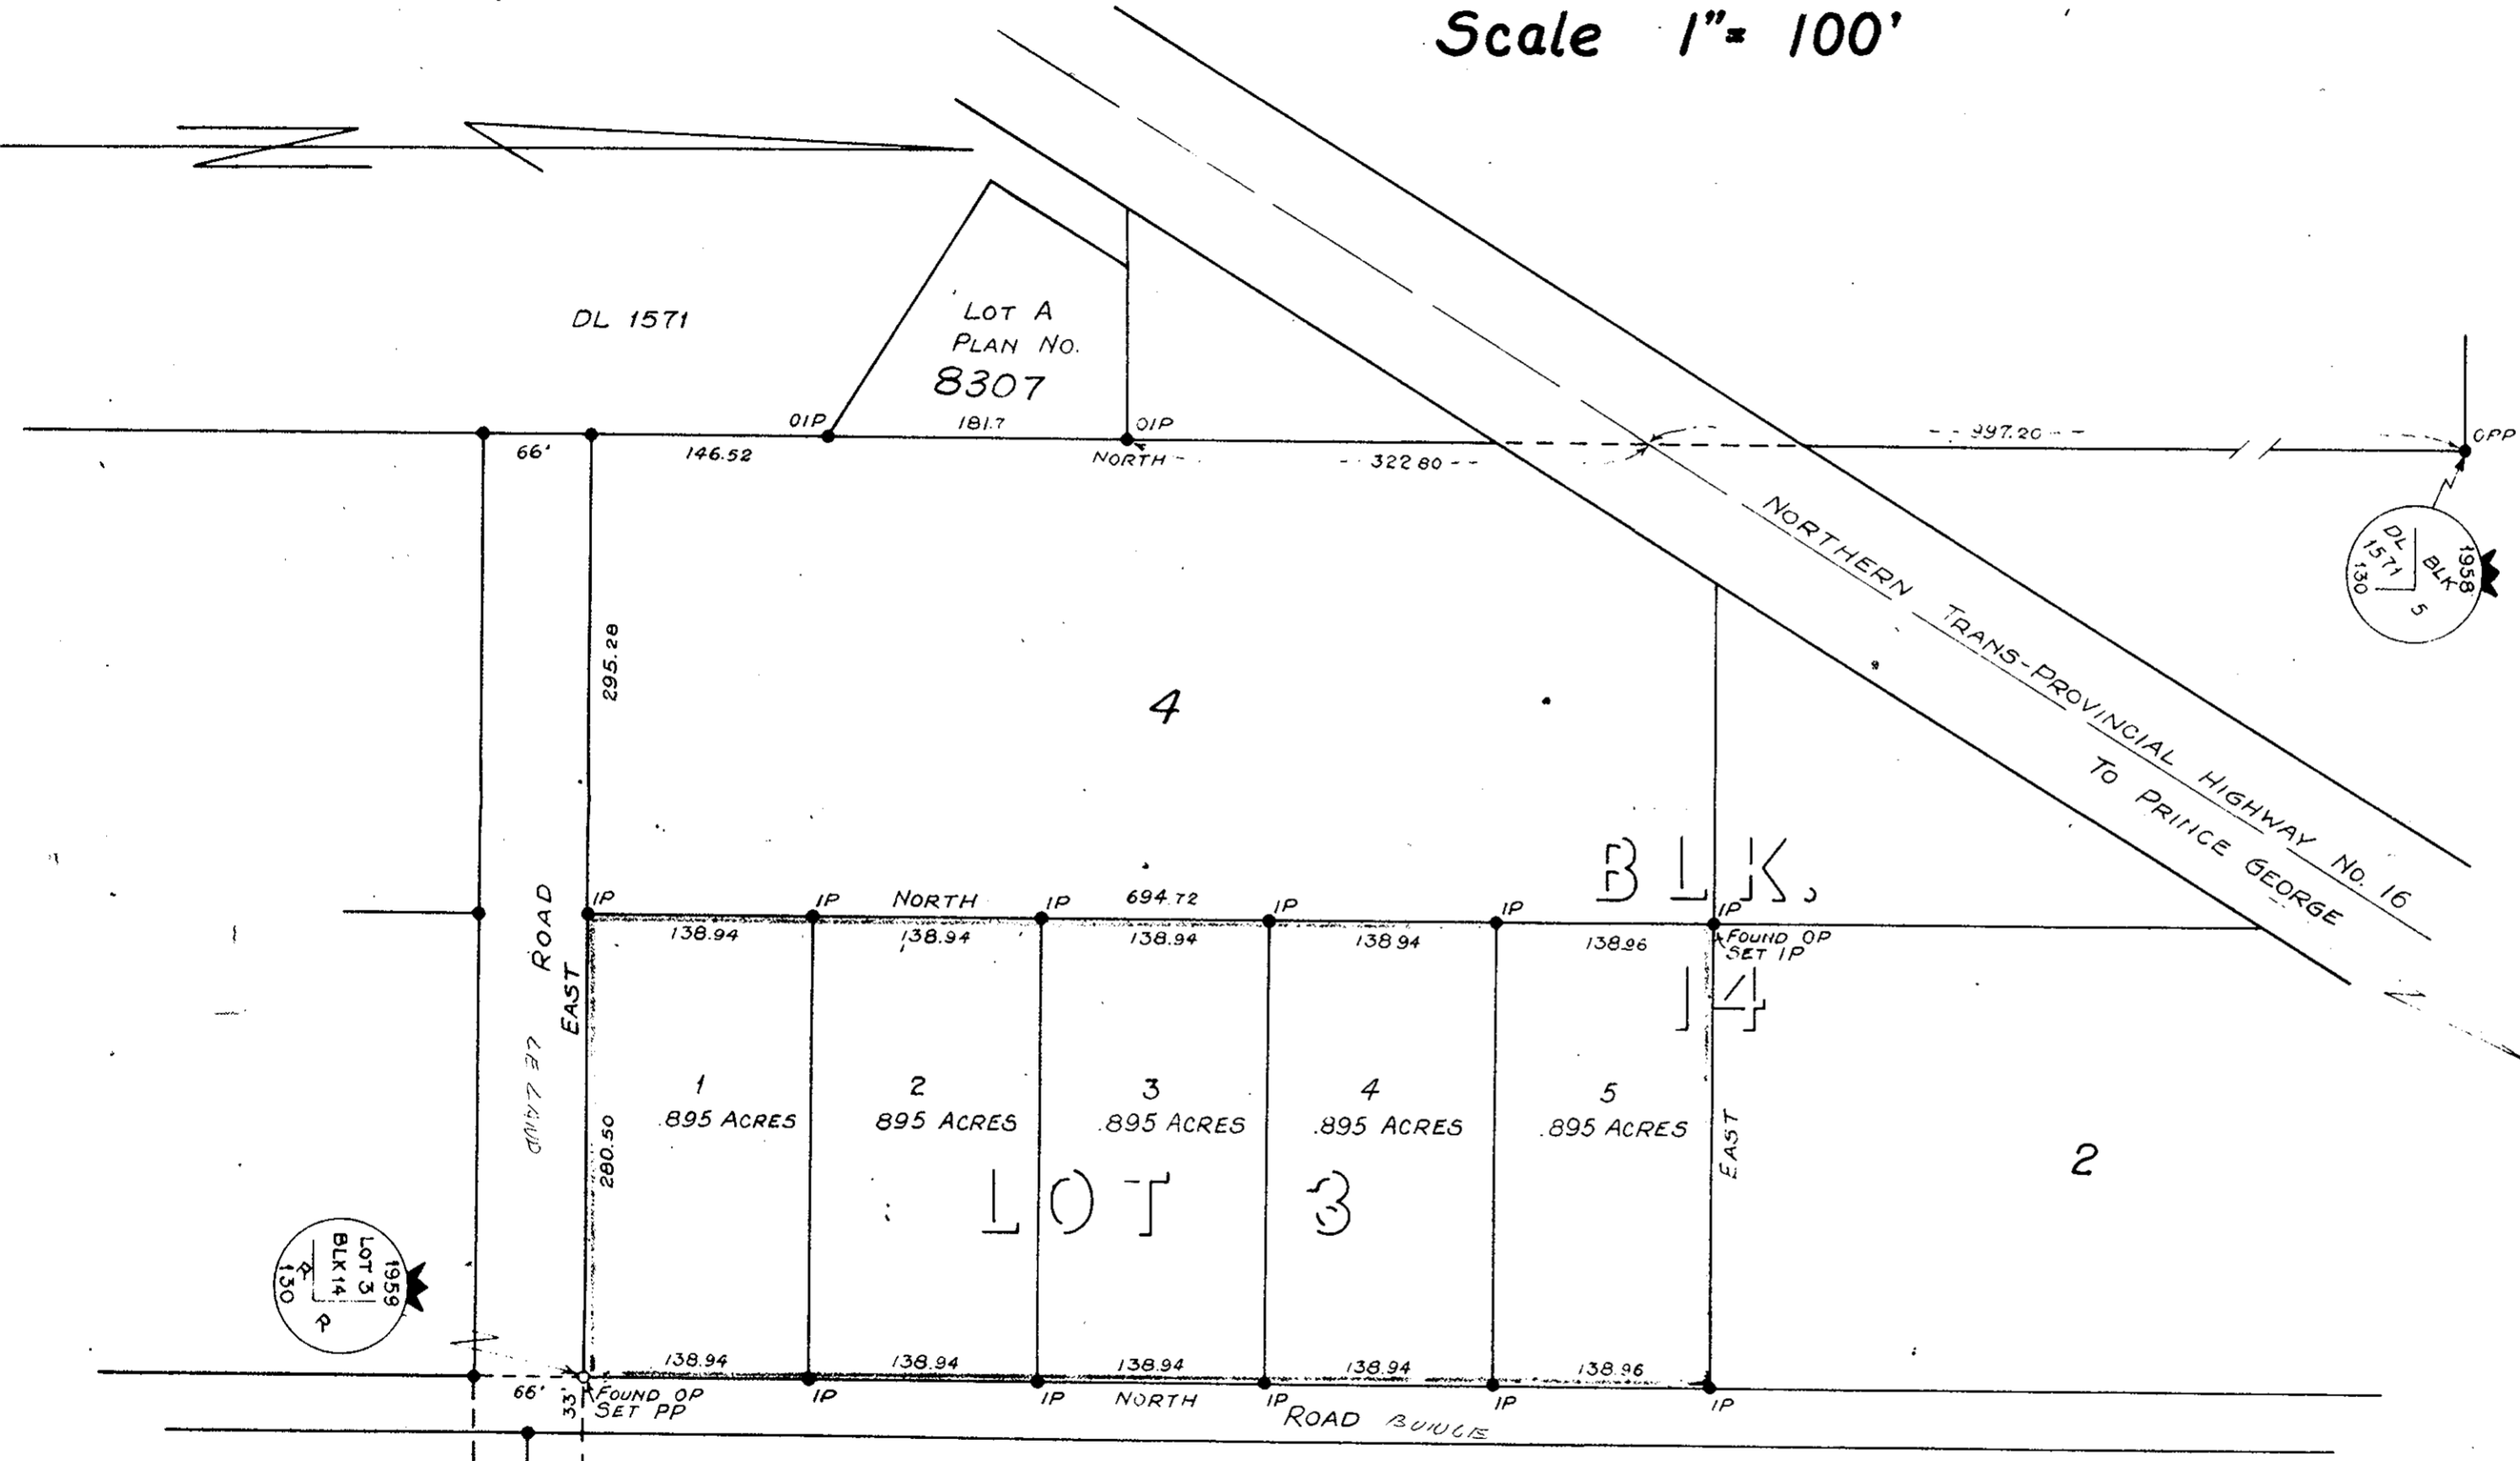 Scale 1"= 100'
DL 1571
LOT A
PLAN NO.
8307
OIP
181.7
OIP
66'
146.52
NORTH
322.80
997.20
OPP
1958
DL
1571
BLK
5
130
NORTHERN TRANS-PROVINCIAL HIGHWAY No. 16
TO PRINCE GEORGE
295.28
4
BLK.
14
ROAD
EAST
IP
IP
NORTH
IP
694.72
IP
IP
IP
138.94
138.94
138.94
138.94
138.96
FOUND OP
SET IP
280.50
1
.895 ACRES
2
895 ACRES
3
.895 ACRES
4
.895 ACRES
5
.895 ACRES
EAST
2
LOT 3
1959
LOT 3
BLK 14
R
130
R
138.94
138.94
138.94
138.94
138.96
66'
33'
FOUND OP
SET PP
IP
IP
NORTH
IP
ROAD
IP
IP